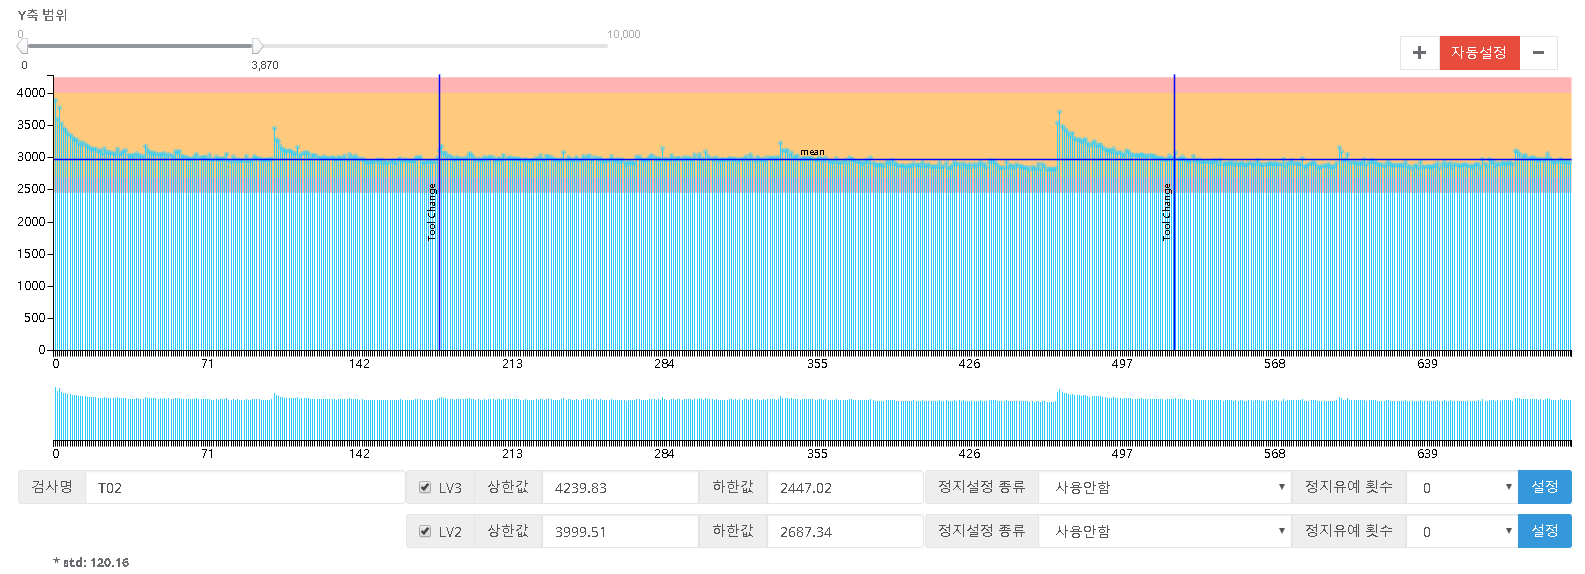 Y축 범위
0
10,000
0
3,870
+ 자동설정 −
4000
3500
3000
2500
2000
1500
1000
500
0
mean
Tool Change
Tool Change
0 71 142 213 284 355 426 497 568 639
0 71 142 213 284 355 426 497 568 639
검사명 T02 LV3 상한값 4239.83 하한값 2447.02 정지설정 종류 사용안함 정지유예 횟수 0 설정
LV2 상한값 3999.51 하한값 2687.34 정지설정 종류 사용안함 정지유예 횟수 0 설정
* std: 120.16